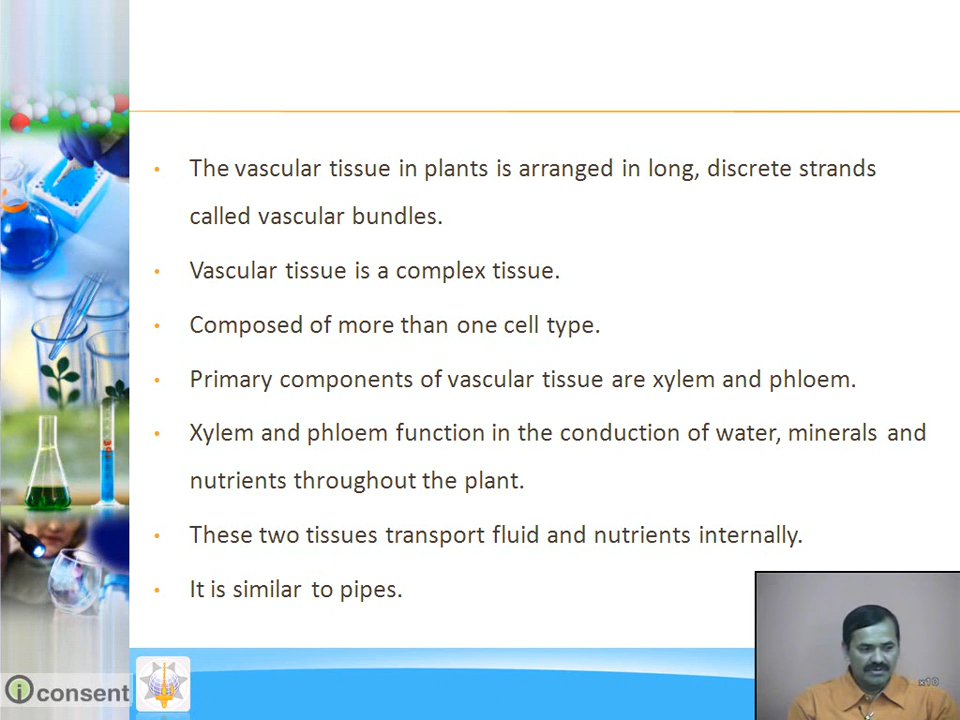 • The vascular tissue in plants is arranged in long, discrete strands
called vascular bundles.
• Vascular tissue is a complex tissue.
• Composed of more than one cell type.
• Primary components of vascular tissue are xylem and phloem.
• Xylem and phloem function in the conduction of water, minerals and
nutrients throughout the plant.
• These two tissues transport fluid and nutrients internally.
• It is similar to pipes.
x10
i consent